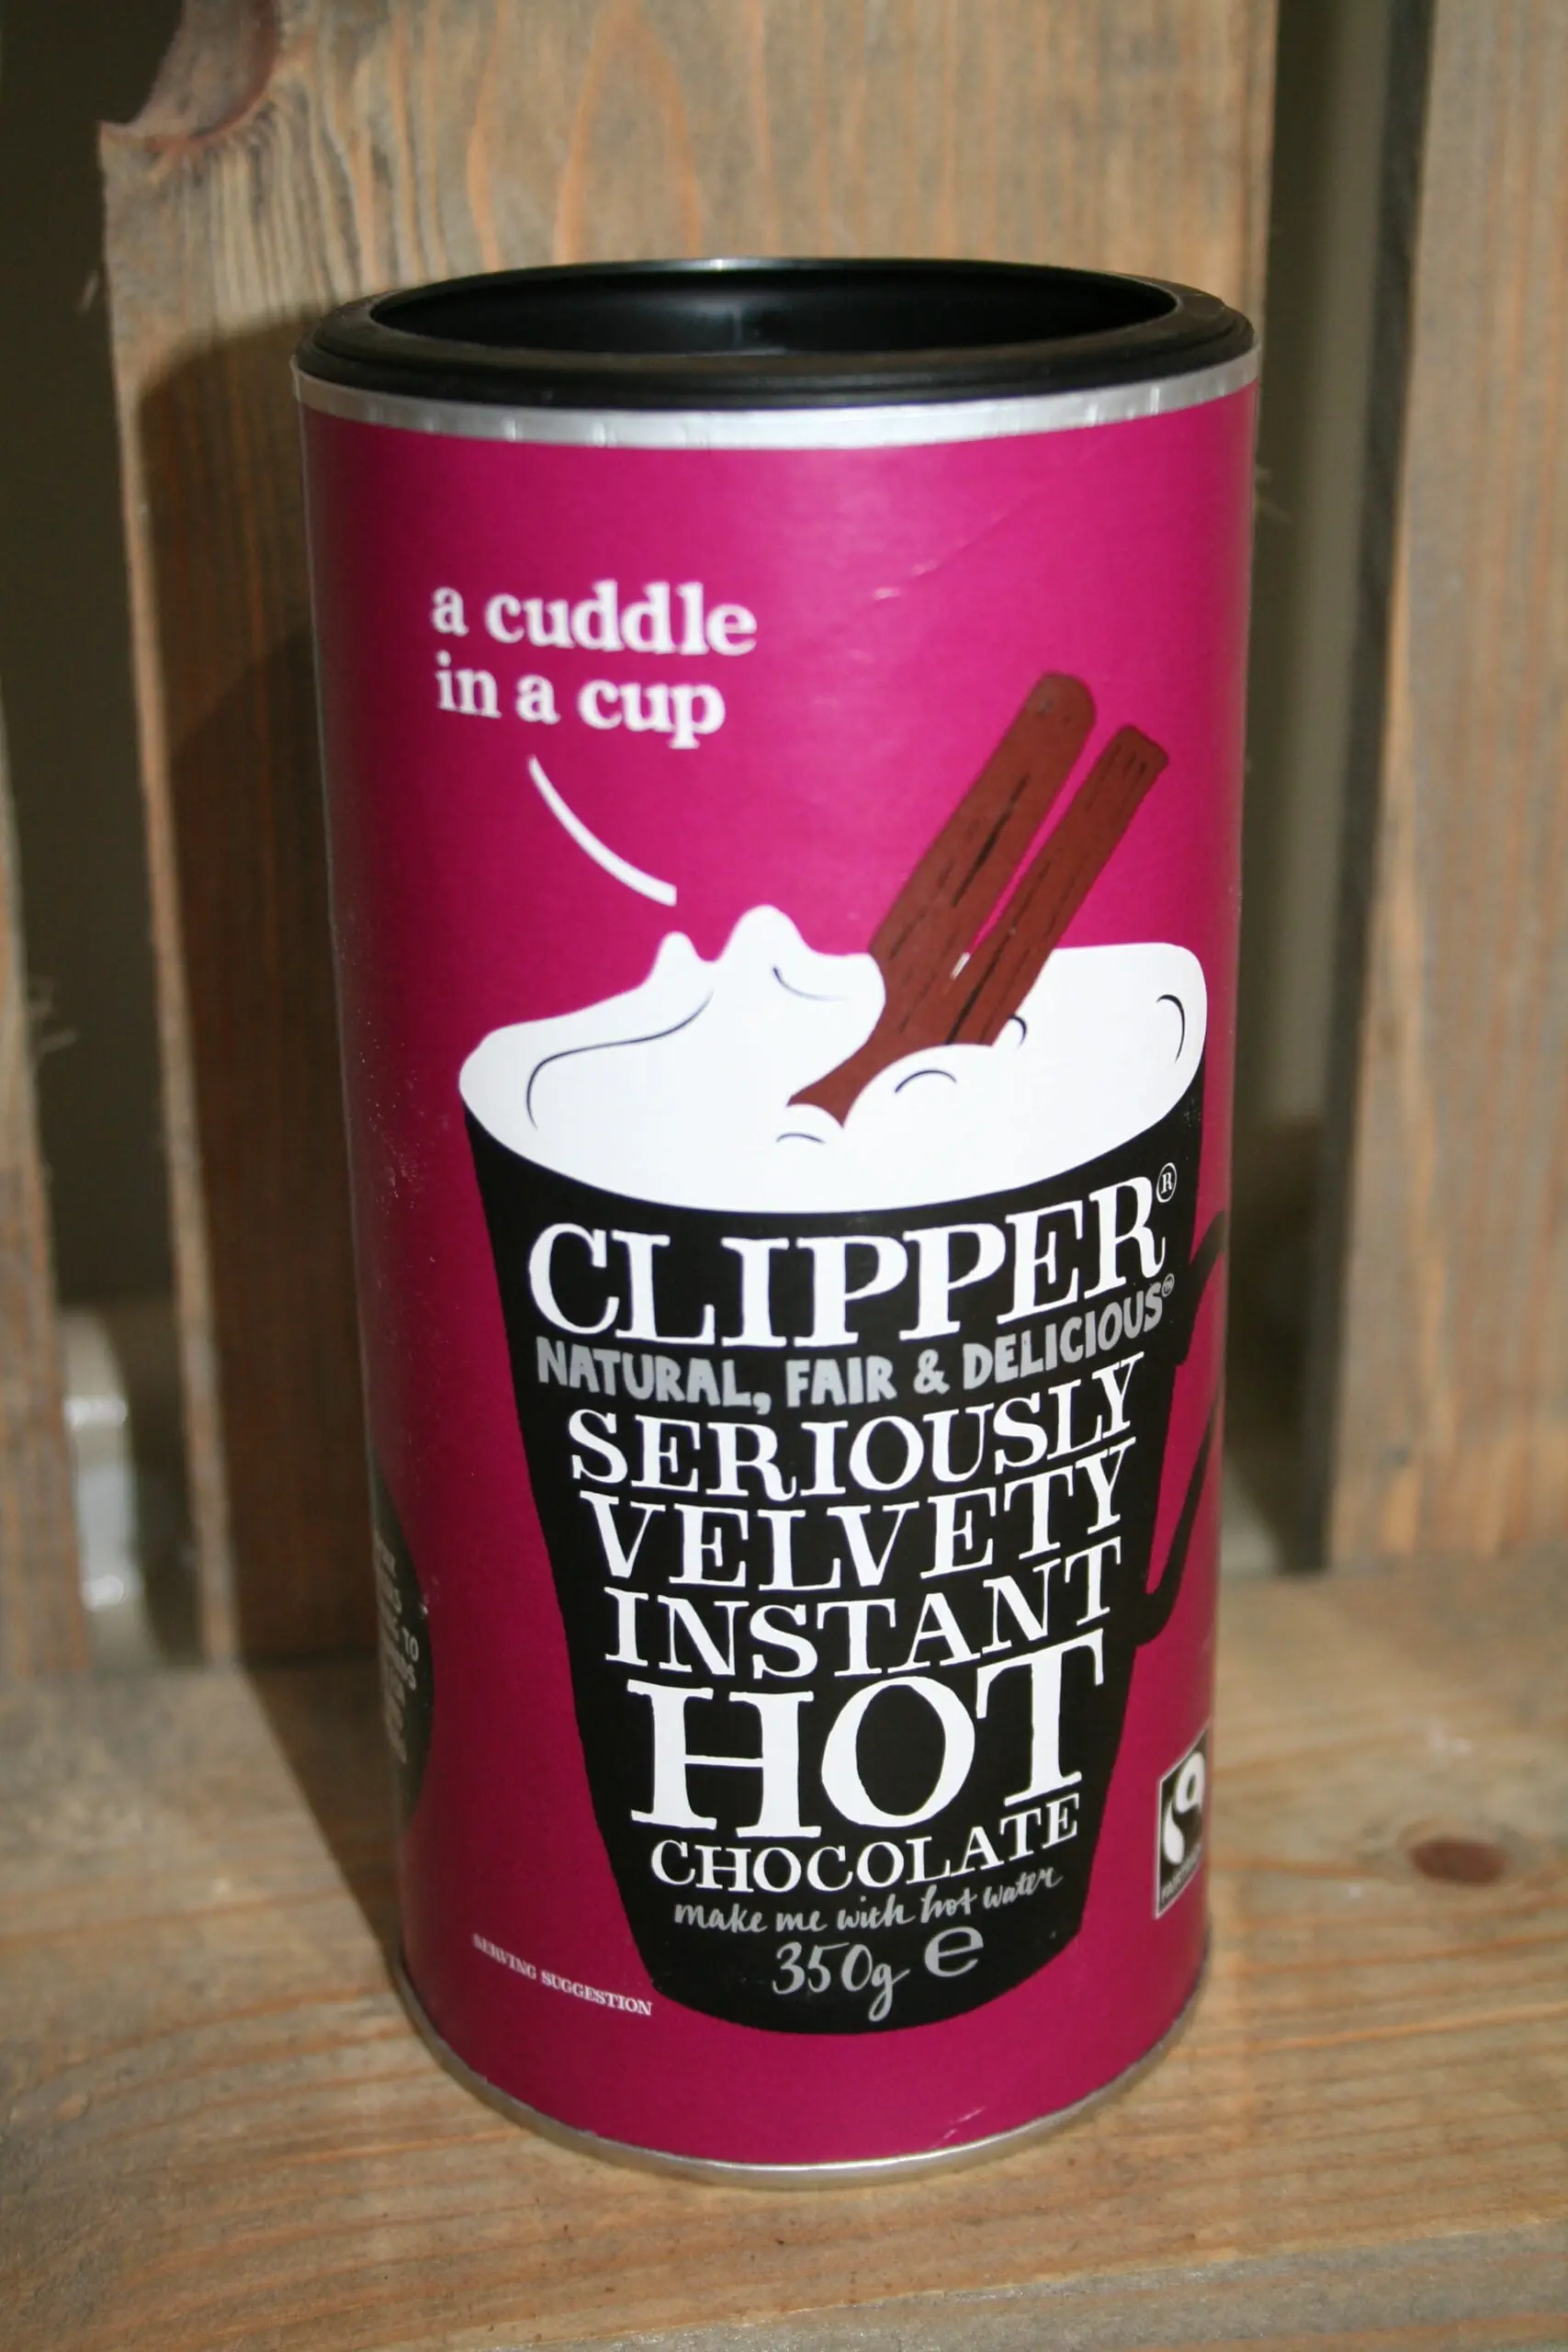 a cuddle
in a cup
CLIPPER®
NATURAL, FAIR & DELICIOUS™
SERIOUSLY
VELVETY
INSTANT
HOT
CHOCOLATE
make me with hot water
350g ℮
SERVING SUGGESTION